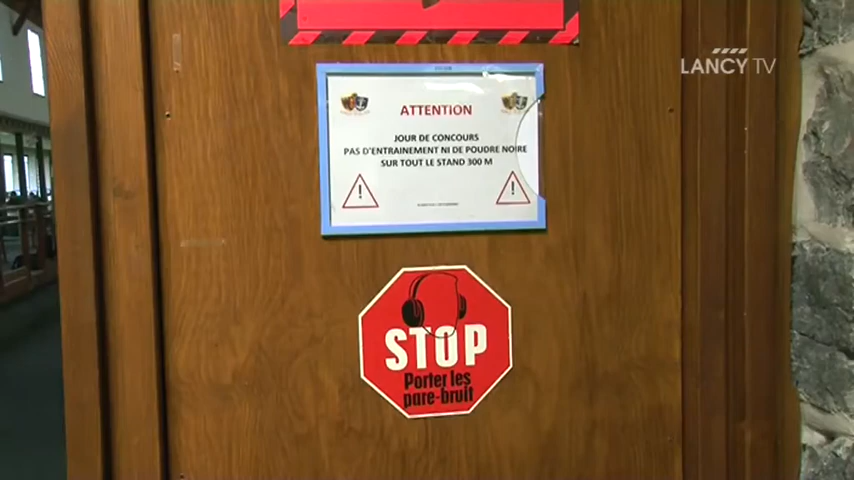 LANCY TV
ATTENTION
JOUR DE CONCOURS
PAS D'ENTRAINEMENT NI DE POUDRE NOIRE
SUR TOUT LE STAND 300 M
STOP
Porter les
pare-bruit